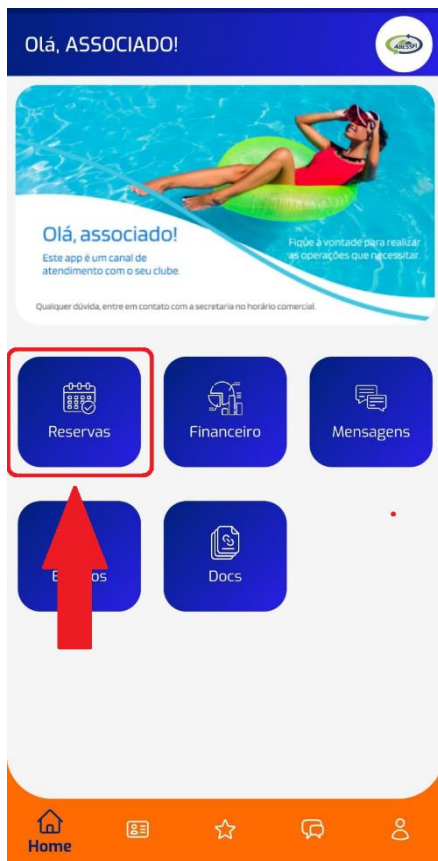 Olá, ASSOCIADO!
ABESSFI
Olá, associado!
Este app é um canal de
atendimento com o seu clube.
Fique à vontade para realizar
as operações que necessitar.
Qualquer dúvida, entre em contato com a secretaria no horário comercial.
Reservas
Financeiro
Mensagens
Docs
Home